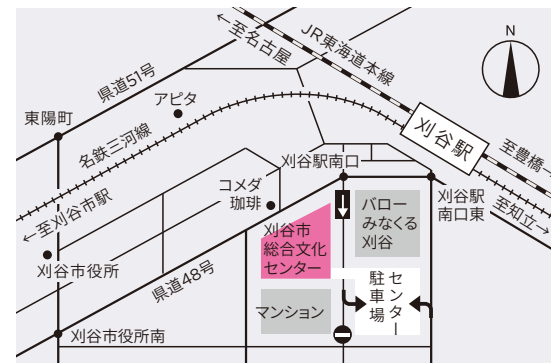 N
←至名古屋
JR東海道本線
県道51号
アピタ
東陽町
名鉄三河線
刈谷駅
至豊橋→
刈谷駅南口
コメダ
珈琲
バロー
みなくる
刈谷
刈谷駅
南口東
至知立→
←至刈谷市駅
刈谷市
総合文化
センター
刈谷市役所
県道48号
センター
駐車場
マンション
刈谷市役所南